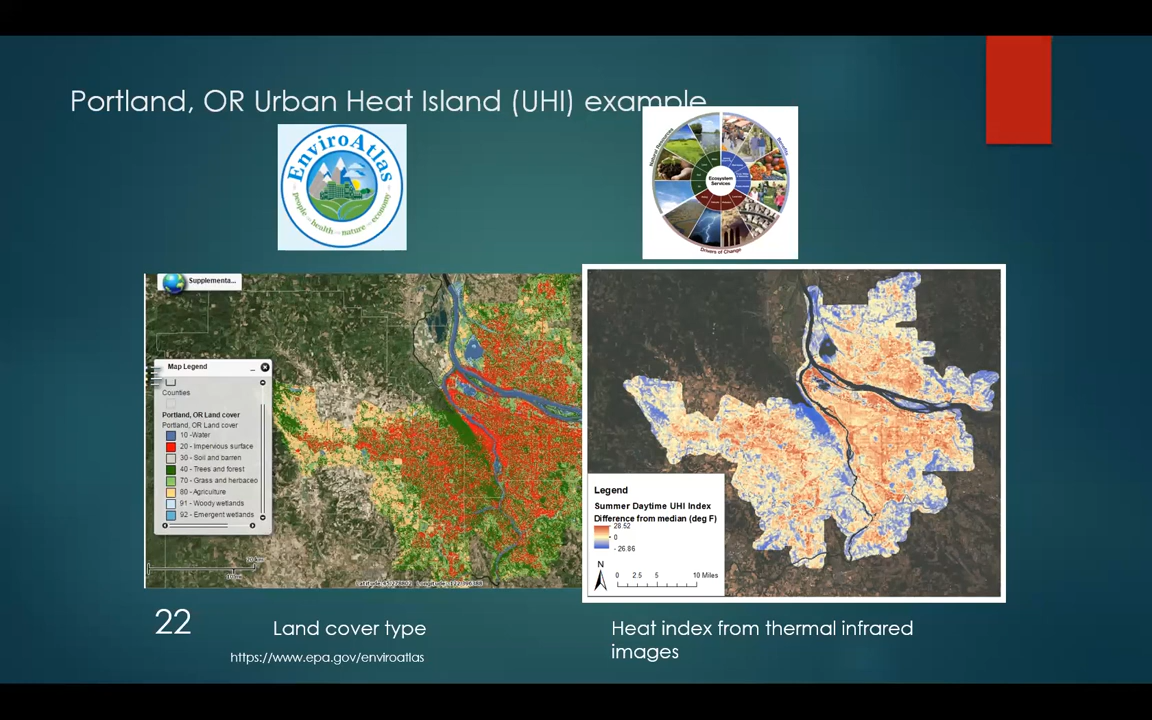 Portland, OR Urban Heat Island (UHI) example
EnviroAtlas
people - health - nature - economy
Natural Resources
Benefits
Ecosystem
Services
Drivers of Change
Supplementa...
Map Legend
Counties
Portland, OR Land cover
Portland, OR Land cover
10 -Water
20 - Impervious surface
30 - Soil and barren
40 - Trees and forest
70 - Grass and herbaceo
80 - Agriculture
91 - Woody wetlands
92 - Emergent wetlands
Legend
Summer Daytime UHI Index
Difference from median (deg F)
28.52
0
- 26.86
N
0 2.5 5 10 Miles
22
Land cover type
https://www.epa.gov/enviroatlas
Heat index from thermal infrared
images